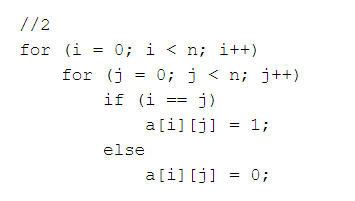 //2
for (i = 0; i < n; i++)
    for (j = 0; j < n; j++)
        if (i == j)
            a[i][j] = 1;
        else
            a[i][j] = 0;